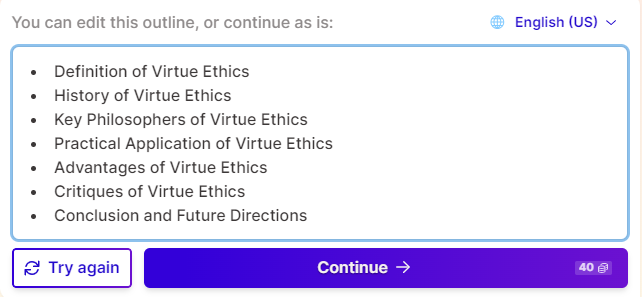 You can edit this outline, or continue as is:
English (US)
• Definition of Virtue Ethics
• History of Virtue Ethics
• Key Philosophers of Virtue Ethics
• Practical Application of Virtue Ethics
• Advantages of Virtue Ethics
• Critiques of Virtue Ethics
• Conclusion and Future Directions
Try again
Continue →
40